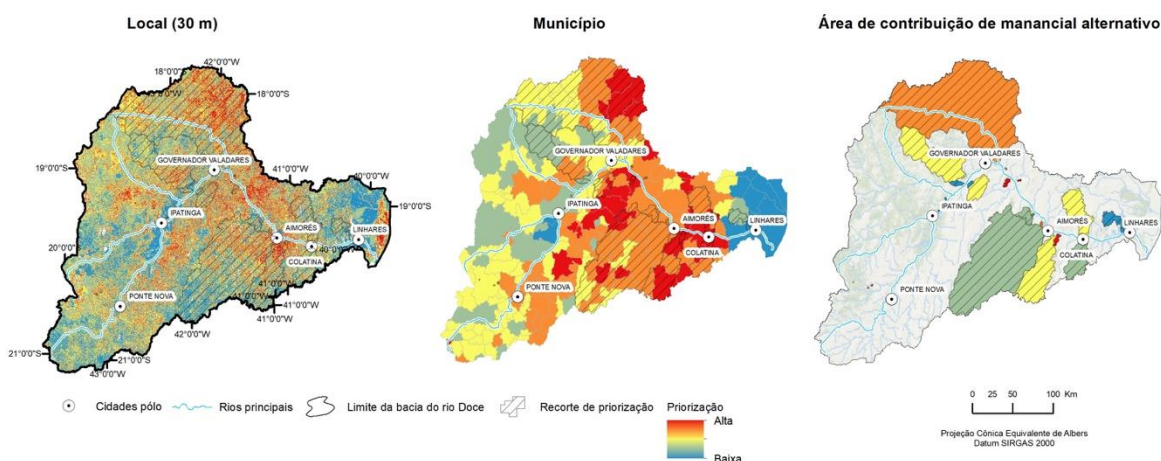 Local (30 m)
Município
Área de contribuição de manancial alternativo
42°0'0"W
18°0'0"S
18°0'0"S
19°0'0"S
41°0'0"W
40°0'0"W
19°0'0"S
GOVERNADOR VALADARES
IPATINGA
AIMORÉS
LINHARES
COLATINA
20°0'0"S
PONTE NOVA
41°0'0"W
41°0'0"W
42°0'0"W
21°0'0"S
21°0'0"S
43°0'0"W
GOVERNADOR VALADARES
IPATINGA
AIMORÉS
LINHARES
COLATINA
PONTE NOVA
GOVERNADOR VALADARES
IPATINGA
AIMORÉS
LINHARES
COLATINA
PONTE NOVA
Cidades pólo
Rios principais
Limite da bacia do rio Doce
Recorte de priorização
Priorização
Alta
Baixa
0 25 50 100 Km
Projeção Cônica Equivalente de Albers
Datum SIRGAS 2000